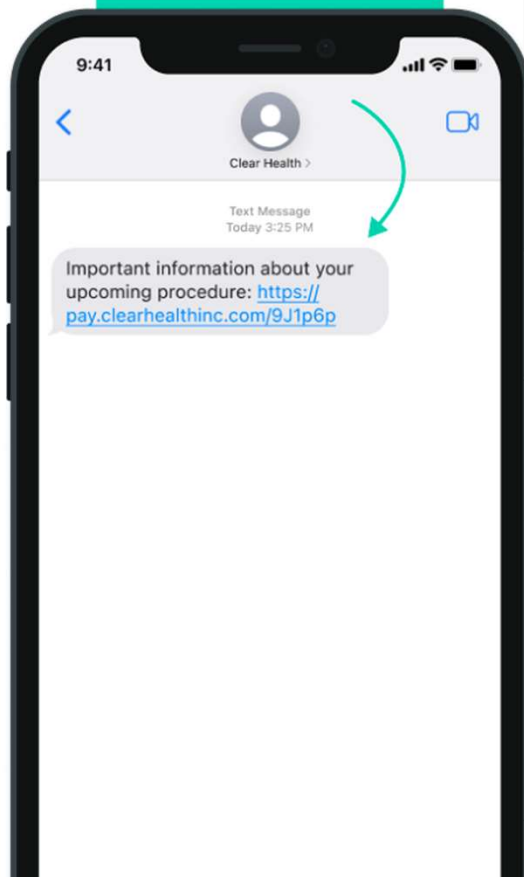 9:41
Clear Health >
Text Message
Today 3:25 PM
Important information about your
upcoming procedure: https://
pay.clearhealthinc.com/9J1p6p